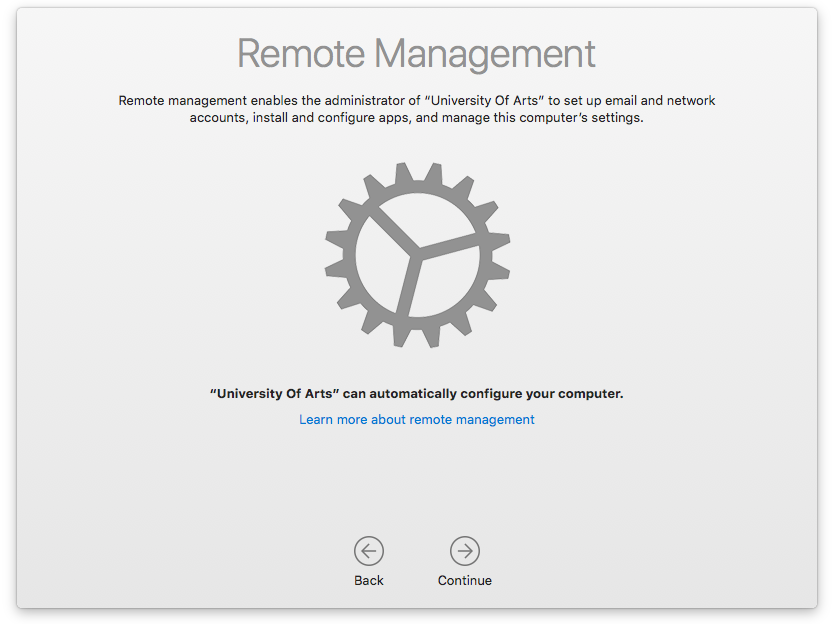 Remote Management
Remote management enables the administrator of “University Of Arts” to set up email and network
accounts, install and configure apps, and manage this computer’s settings.
“University Of Arts” can automatically configure your computer.
Learn more about remote management
Back
Continue